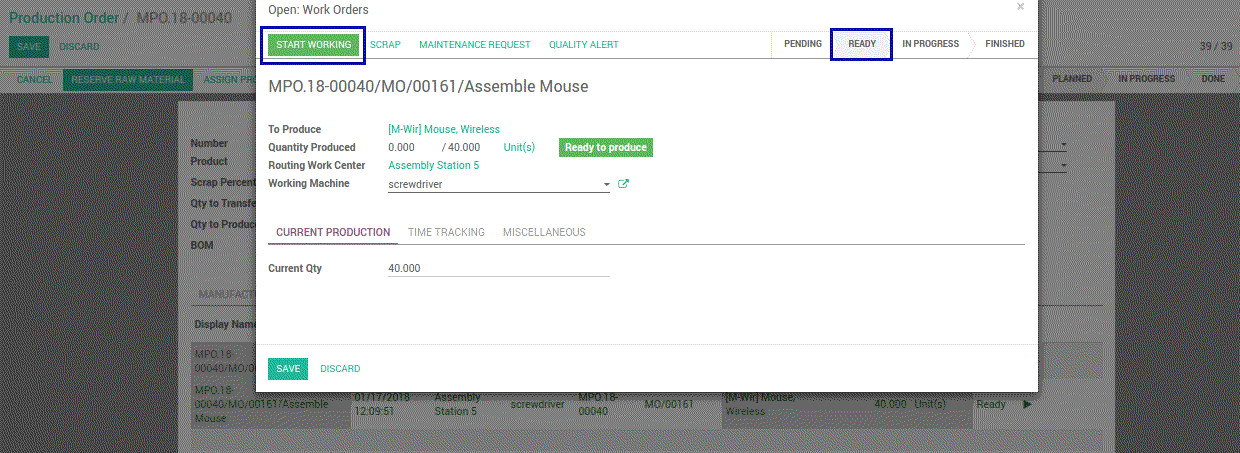 Production Order / MPO.18-00040
SAVE DISCARD
39 / 39
CANCEL RESERVE RAW MATERIAL ASSIGN
PLANNED IN PROGRESS DONE
Open: Work Orders ×
START WORKING SCRAP MAINTENANCE REQUEST QUALITY ALERT PENDING READY IN PROGRESS FINISHED
MPO.18-00040/MO/00161/Assemble Mouse
To Produce [M-Wir] Mouse, Wireless
Quantity Produced 0.000 / 40.000 Unit(s) Ready to produce
Routing Work Center Assembly Station 5
Working Machine screwdriver
CURRENT PRODUCTION TIME TRACKING MISCELLANEOUS
Current Qty 40.000
SAVE DISCARD
Number
Product
Scrap Percent
Qty to Transfe
Qty to Produce
BOM
MANUFACT
Display Name
MPO.18-
00040/MO/0
MPO.18-
00040/MO/00161/Assemble
Mouse
01/17/2018
12:09:51
Assembly
Station 5
screwdriver
MPO.18-
00040
MO/00161
[M-Wir] Mouse,
Wireless
40.000 Unit(s) Ready